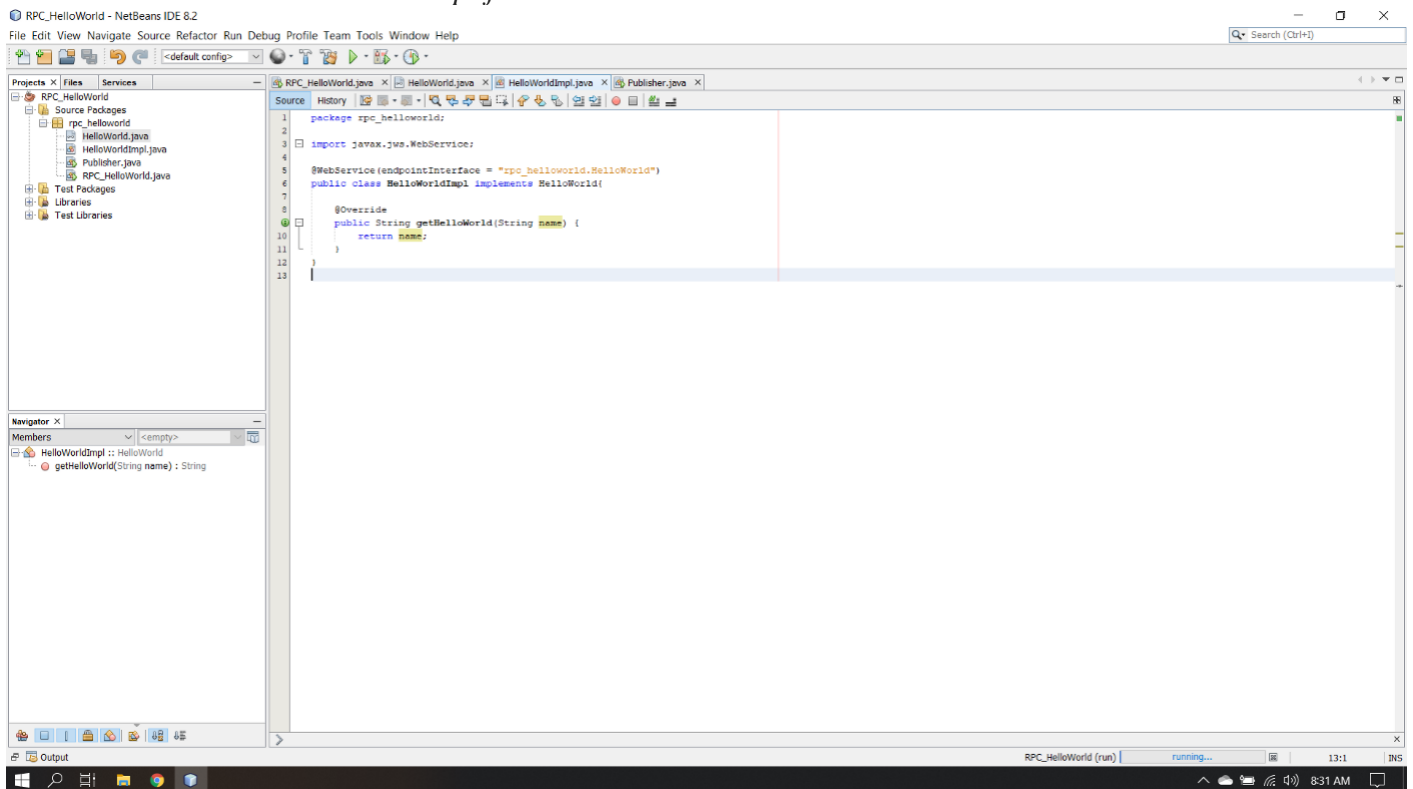 RPC_HelloWorld - NetBeans IDE 8.2
File Edit View Navigate Source Refactor Run Debug Profile Team Tools Window Help
Search (Ctrl+I)
<default config>
Projects Files Services
RPC_HelloWorld
Source Packages
rpc_helloworld
HelloWorld.java
HelloWorldImpl.java
Publisher.java
RPC_HelloWorld.java
Test Packages
Libraries
Test Libraries
RPC_HelloWorld.java HelloWorld.java HelloWorldImpl.java Publisher.java
Source History
1 package rpc_helloworld;
2
3 import javax.jws.WebService;
4
5 @WebService(endpointInterface = "rpc_helloworld.HelloWorld")
6 public class HelloWorldImpl implements HelloWorld{
7
8 @Override
public String getHelloWorld(String name) {
10 return name;
11 }
12 }
13
Navigator
Members <empty>
HelloWorldImpl :: HelloWorld
getHelloWorld(String name) : String
Output
RPC_HelloWorld (run) running... 13:1 INS
8:31 AM